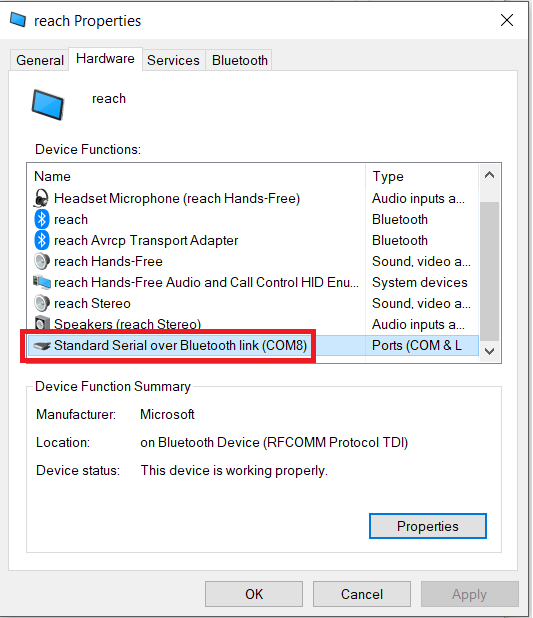 reach Properties
General Hardware Services Bluetooth
reach
Device Functions:
Name Type
Headset Microphone (reach Hands-Free) Audio inputs a...
reach Bluetooth
reach Avrcp Transport Adapter Bluetooth
reach Hands-Free Sound, video a...
reach Hands-Free Audio and Call Control HID Enu... System devices
reach Stereo Sound, video a...
Speakers (reach Stereo) Audio inputs a...
Standard Serial over Bluetooth link (COM8) Ports (COM & L
Device Function Summary
Manufacturer: Microsoft
Location: on Bluetooth Device (RFCOMM Protocol TDI)
Device status: This device is working properly.
Properties
OK Cancel Apply